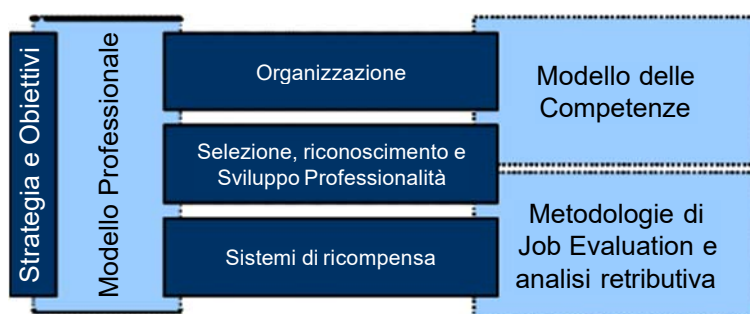 Strategia e Obiettivi
Modello Professionale
Organizzazione
Selezione, riconoscimento e
Sviluppo Professionalità
Sistemi di ricompensa
Modello delle
Competenze
Metodologie di
Job Evaluation e
analisi retributiva